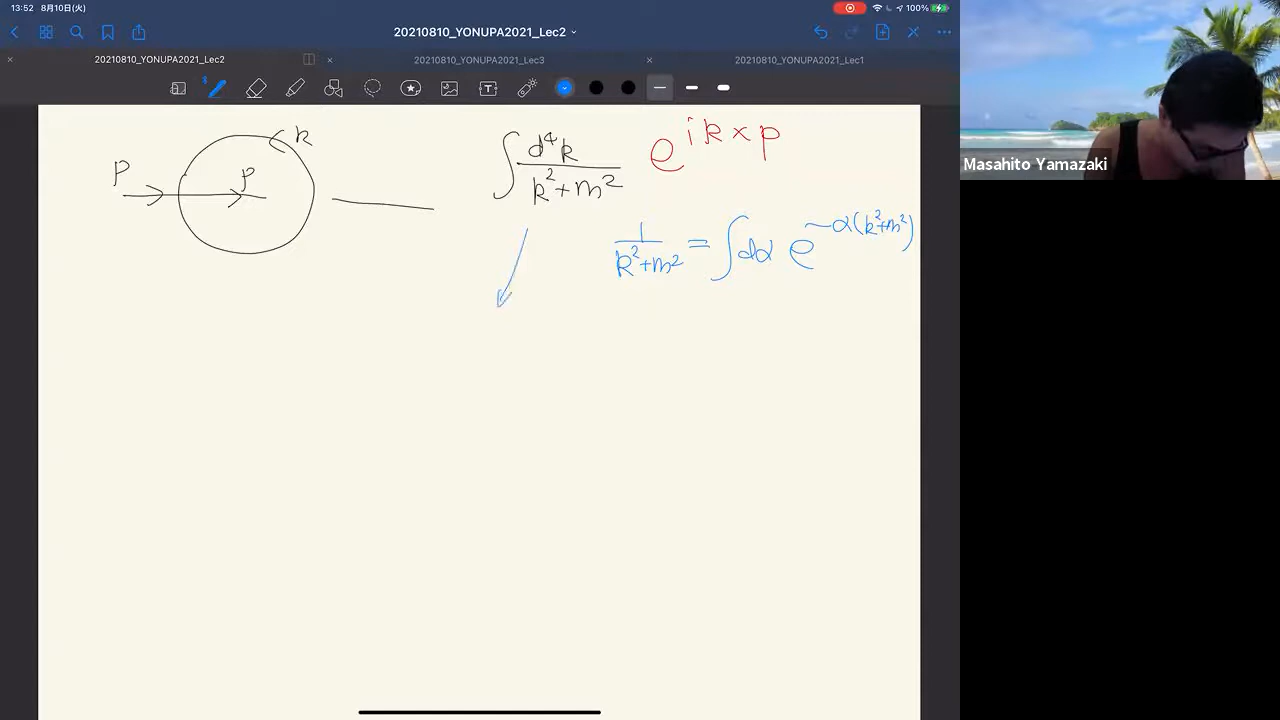 13:52 8月10日(火) 100%
20210810_YONUPA2021_Lec2
20210810_YONUPA2021_Lec2 20210810_YONUPA2021_Lec3 20210810_YONUPA2021_Lec1
Masahito Yamazaki
p p k
∫ d⁴k / k²+m² e^{ik×p}
1 / k²+m² = ∫dα e^{-α(k²+m²)}